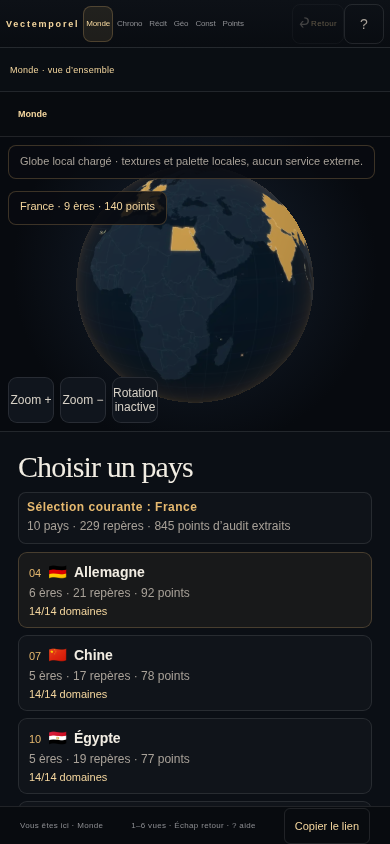 Vectemporel Monde Chrono Récit Géo Const Points Retour ?
Monde · vue d'ensemble
Monde
Globe local chargé · textures et palette locales, aucun service externe.
France · 9 ères · 140 points
Zoom + Zoom − Rotation
inactive
Choisir un pays
Sélection courante : France
10 pays · 229 repères · 845 points d'audit extraits
04 Allemagne
6 ères · 21 repères · 92 points
14/14 domaines
07 Chine
5 ères · 17 repères · 78 points
14/14 domaines
10 Égypte
5 ères · 19 repères · 77 points
14/14 domaines
Vous êtes ici · Monde 1–6 vues · Échap retour · ? aide Copier le lien